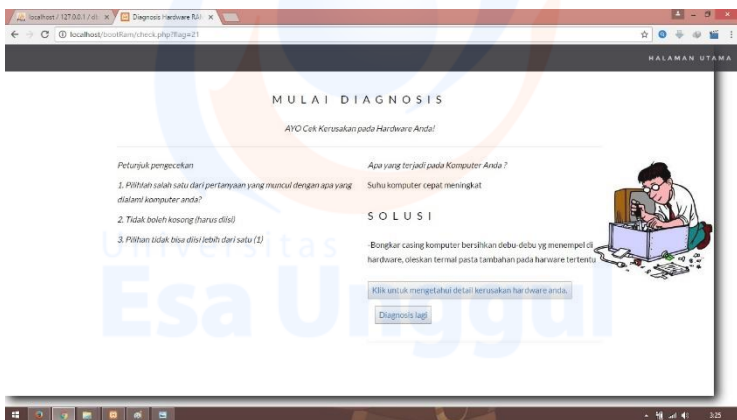 localhost / 127.0.0.1 / d
Diagnosis Hardware RA
localhost/bootRam/check.php?flag=21
HALAMAN UTAMA
MULAI DIAGNOSIS
AYO Cek Kerusakan pada Hardware Anda!
Petunjuk pengecekan
1. Pilihlah salah satu dari pertanyaan yang muncul dengan apa yang
dialami komputer anda?
2. Tidak boleh kosong (harus diisi)
3. Pilihan tidak bisa diisi lebih dari satu (1)
Apa yang terjadi pada Komputer Anda ?
Suhu komputer cepat meningkat
SOLUSI
-Bongkar casing komputer bersihkan debu-debu yg menempel di
hardware, oleskan termal pasta tambahan pada harware tertentu
Klik untuk mengetahui detail kerusakan hardware anda.
Diagnosis lagi
Universitas
Esa Unggul
3:25